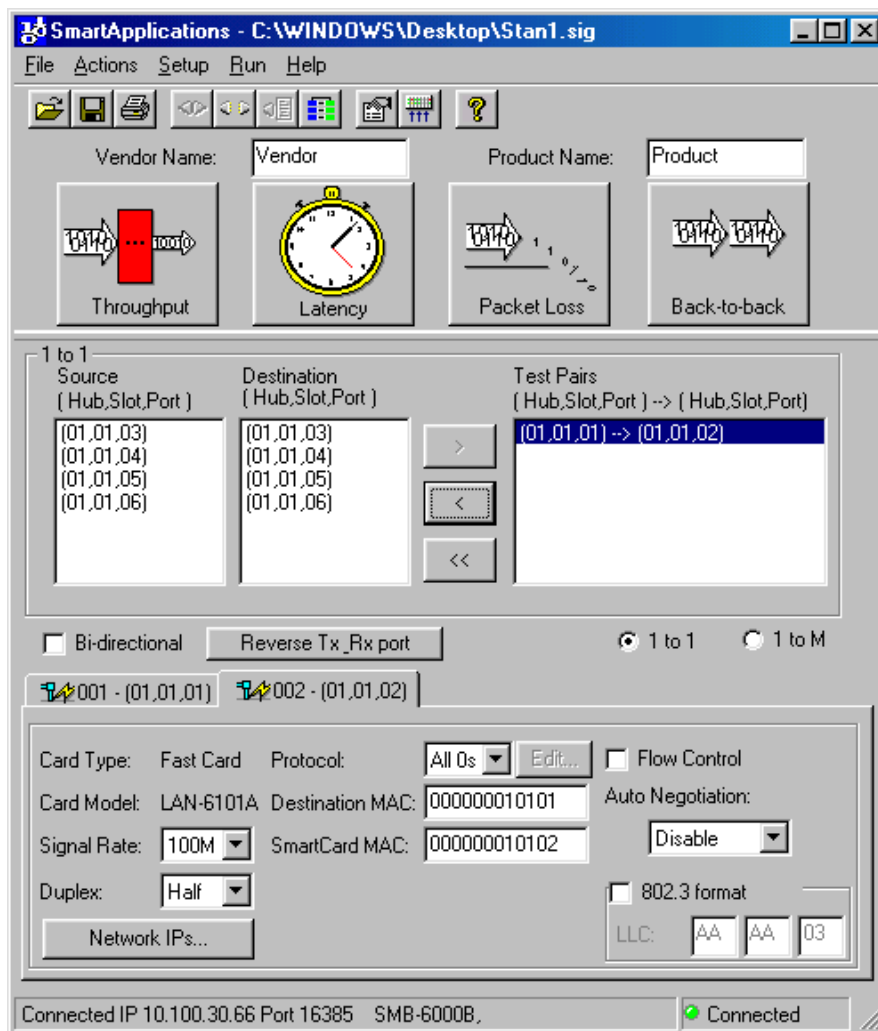 SmartApplications - C:\WINDOWS\Desktop\Stan1.sig
File Actions Setup Run Help
Vendor Name: Vendor Product Name: Product
Throughput Latency Packet Loss Back-to-back
1 to 1
Source Destination Test Pairs
( Hub,Slot,Port ) ( Hub,Slot,Port ) ( Hub,Slot,Port ) --> ( Hub,Slot,Port)
(01,01,03) (01,01,03) > (01,01,01) --> (01,01,02)
(01,01,04) (01,01,04)
(01,01,05) (01,01,05) <
(01,01,06) (01,01,06)
<<
Bi-directional Reverse Tx_Rx port 1 to 1 1 to M
001 - (01,01,01) 002 - (01,01,02)
Card Type: Fast Card Protocol: All 0s Edit... Flow Control
Card Model: LAN-6101A Destination MAC: 000000010101 Auto Negotiation:
Signal Rate: 100M SmartCard MAC: 000000010102 Disable
Duplex: Half 802.3 format
Network IPs... LLC: AA AA 03
Connected IP 10.100.30.66 Port 16385 SMB-6000B, Connected